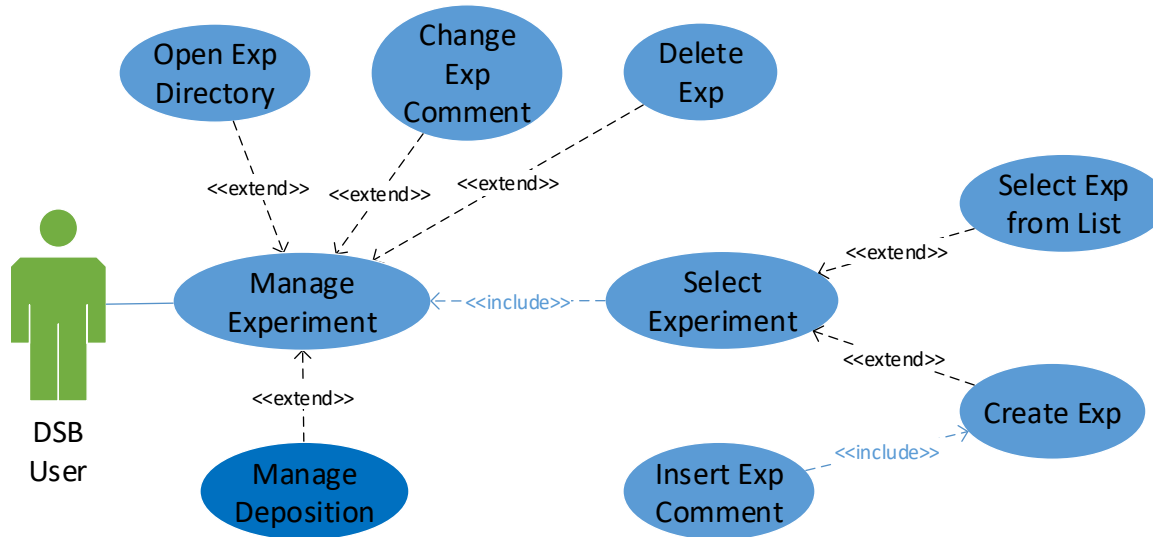 Open Exp
Directory
Change
Exp
Comment
Delete
Exp
<<extend>>
<<extend>>
<<extend>>
Select Exp
from List
<<extend>>
Manage
Experiment
<<include>>
Select
Experiment
<<extend>>
<<extend>>
Create Exp
DSB
User
Manage
Deposition
Insert Exp
Comment
<<include>>